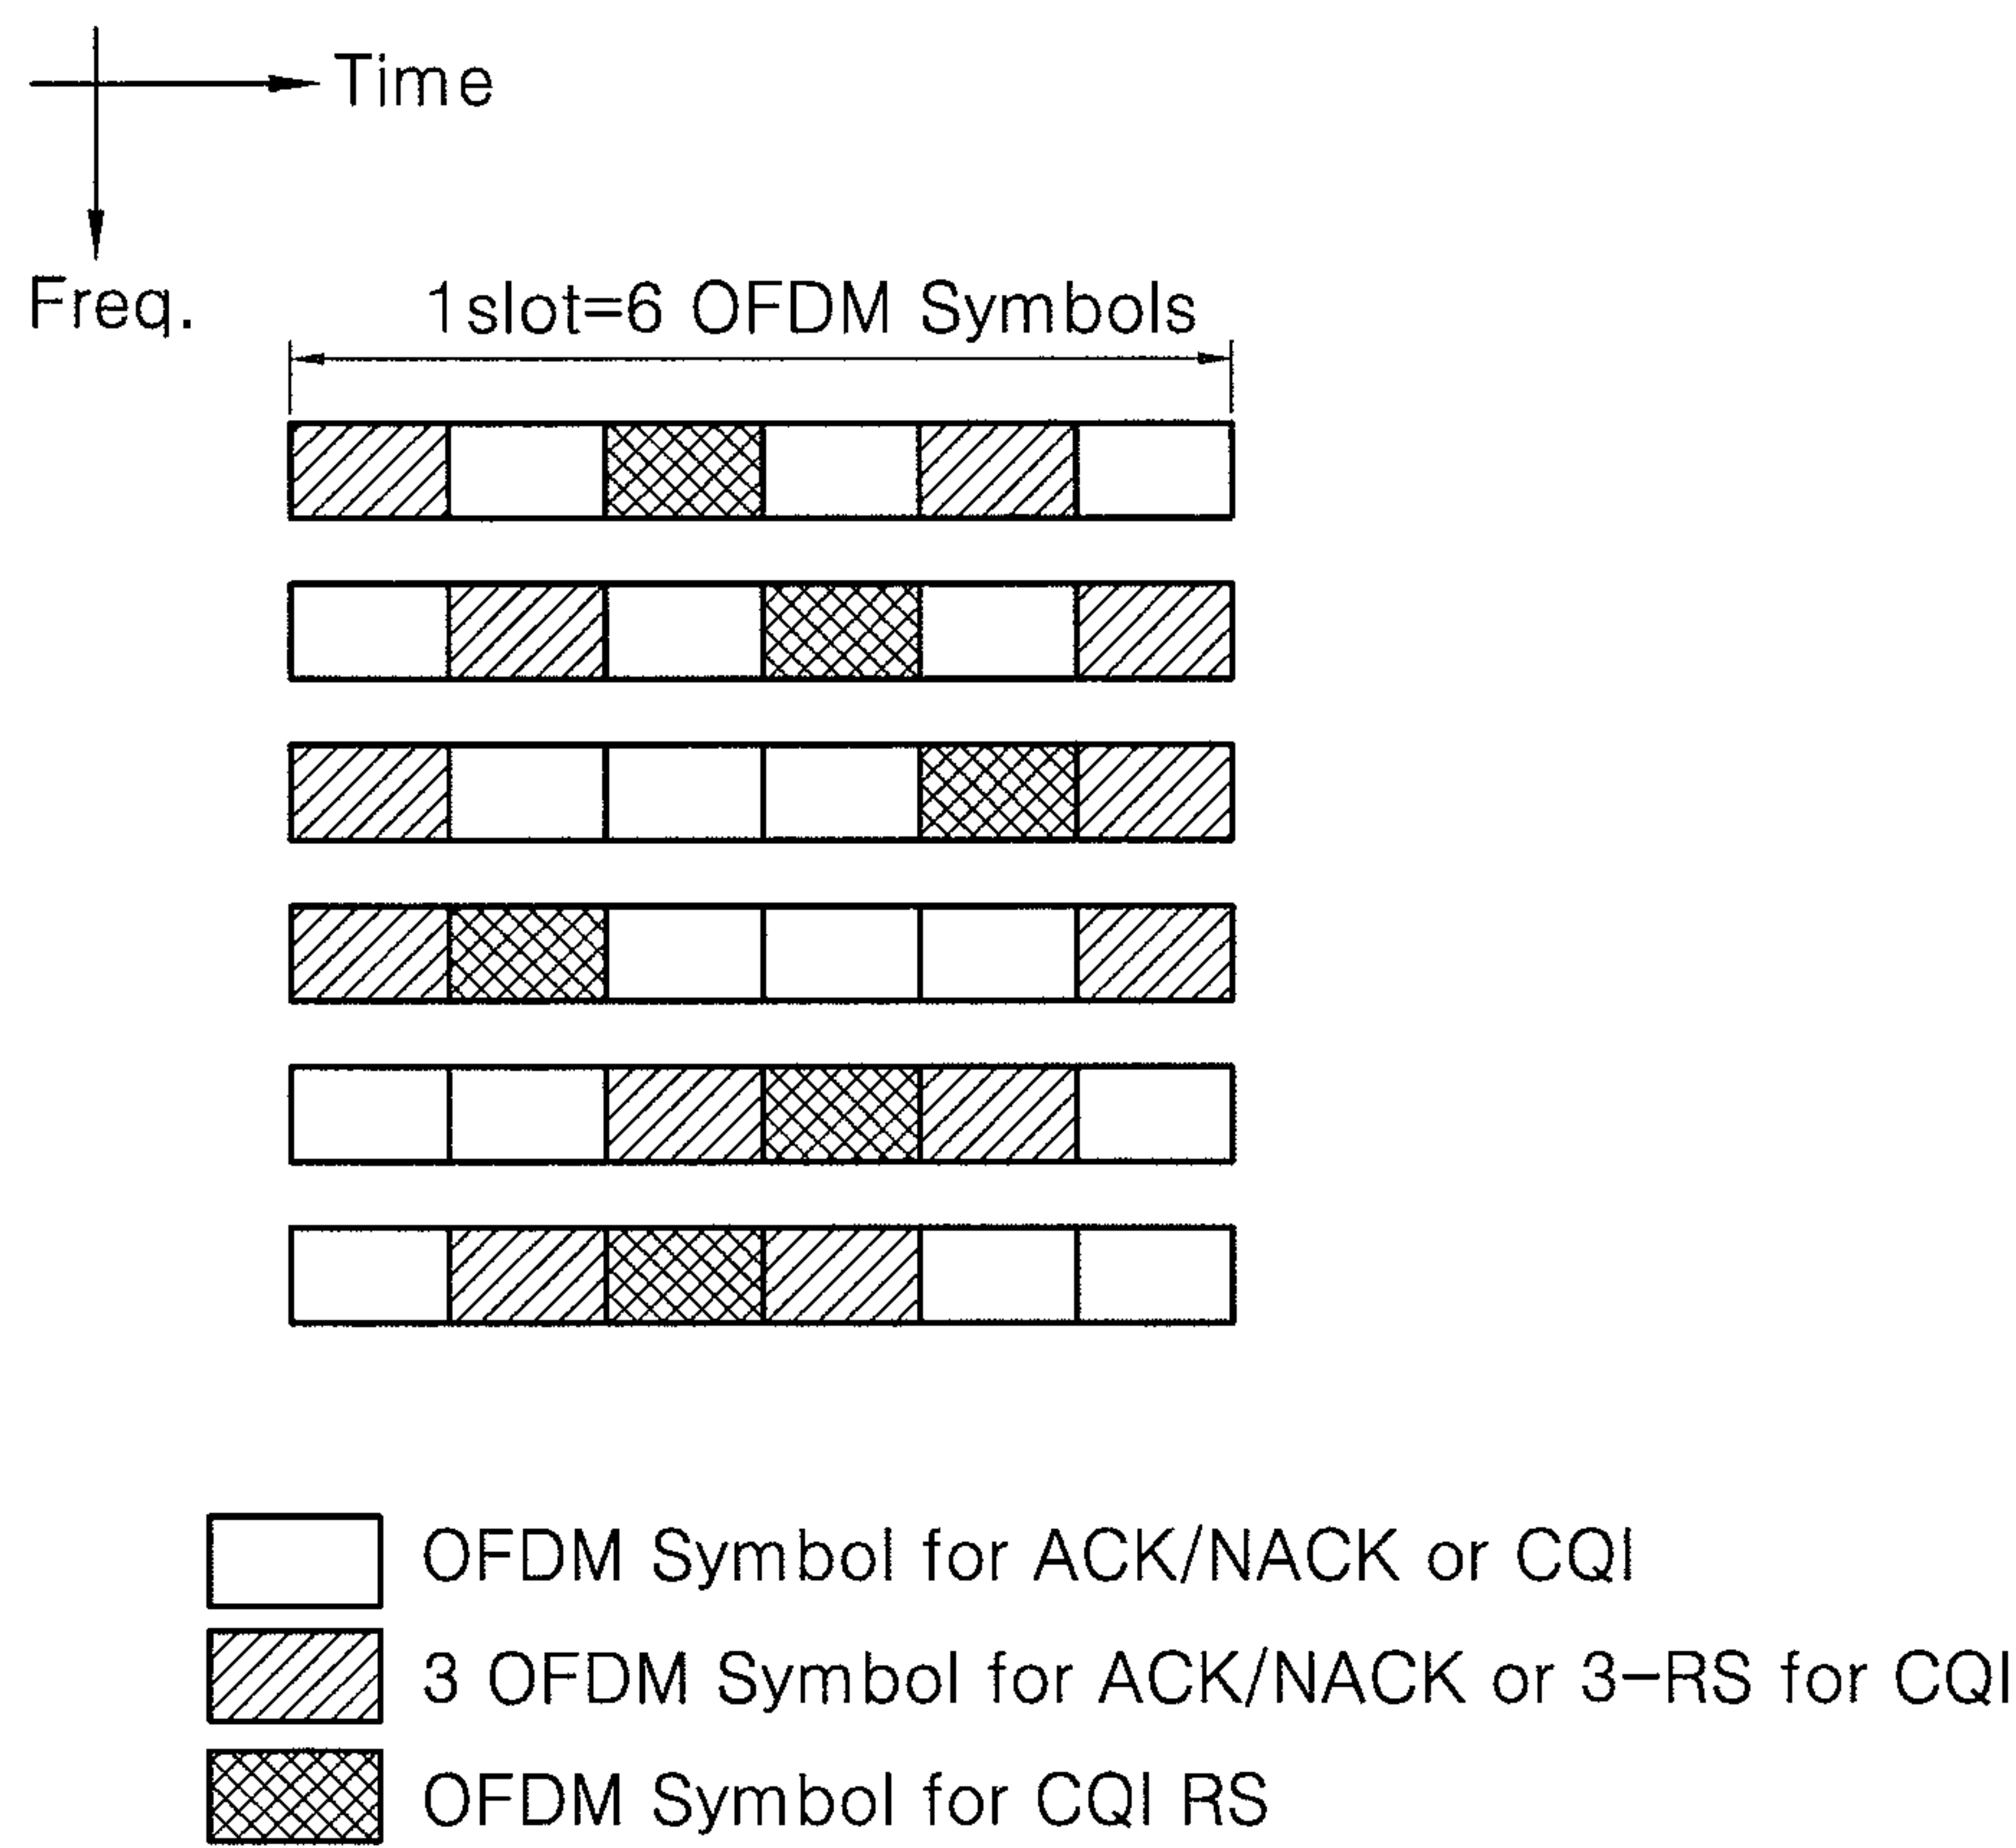 Time
Freq.
1slot=6 OFDM Symbols
OFDM Symbol for ACK/NACK or CQI
3 OFDM Symbol for ACK/NACK or 3-RS for CQI
OFDM Symbol for CQI RS